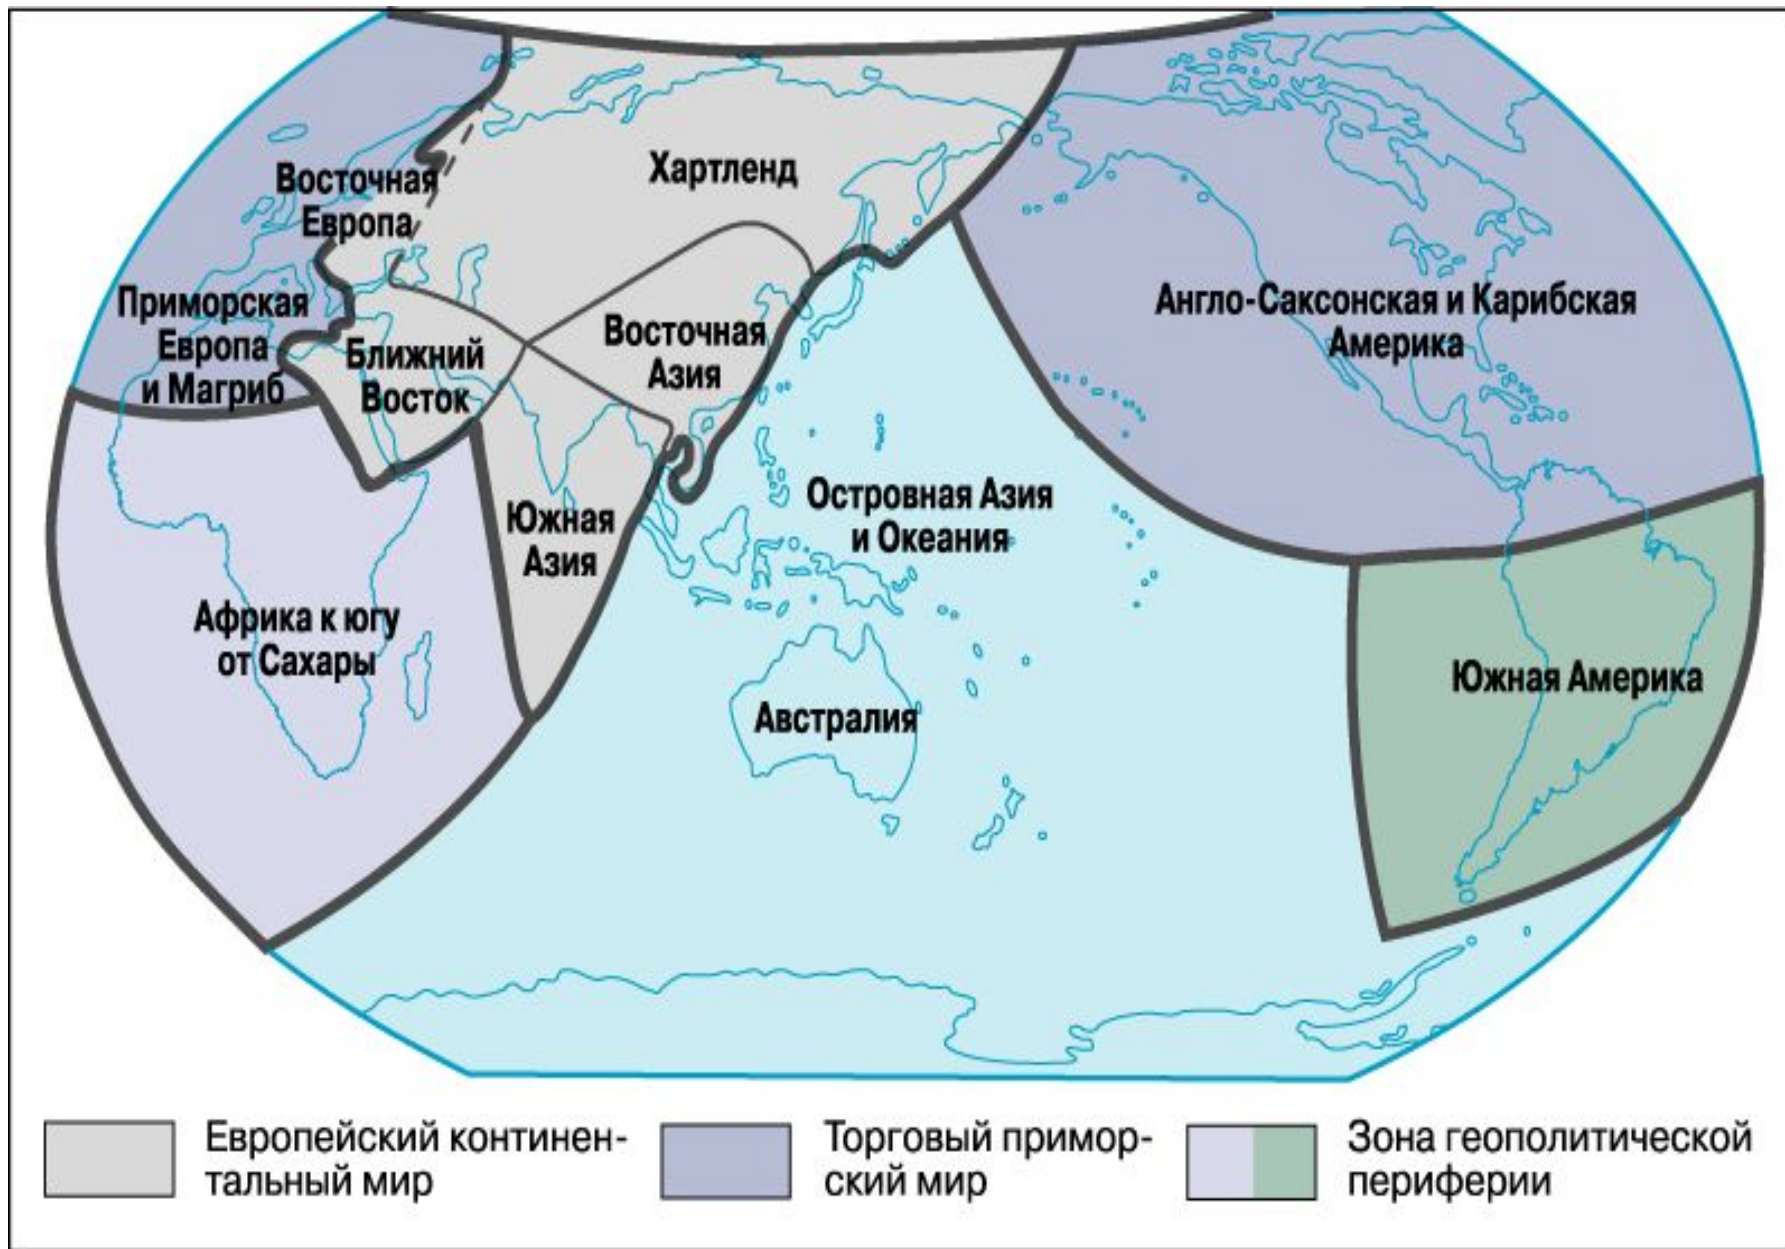 Хартленд
Восточная
Европа
Приморская
Европа
и Магриб
Ближний
Восток
Восточная
Азия
Англо-Саксонская и Карибская
Америка
Южная
Азия
Островная Азия
и Океания
Африка к югу
от Сахары
Австралия
Южная Америка
Европейский континен-
тальный мир
Торговый примор-
ский мир
Зона геополитической
периферии